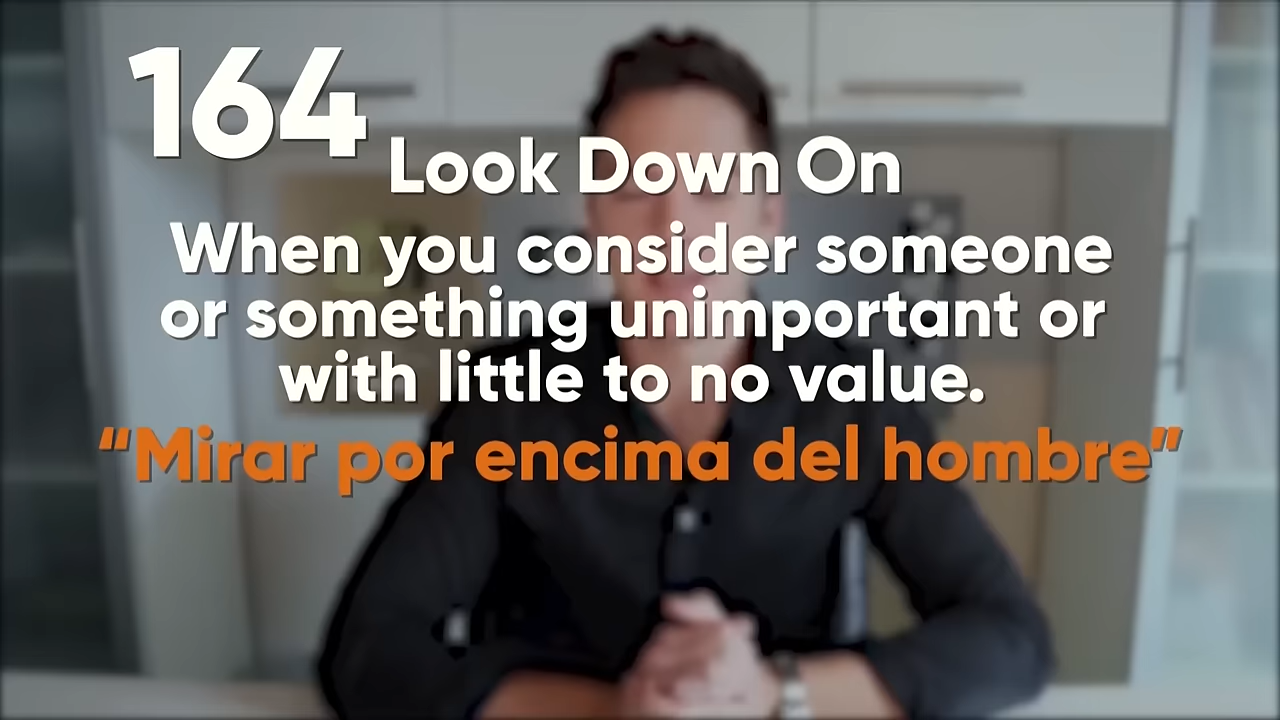 164
Look Down On
When you consider someone
or something unimportant or
with little to no value.
“Mirar por encima del hombre”